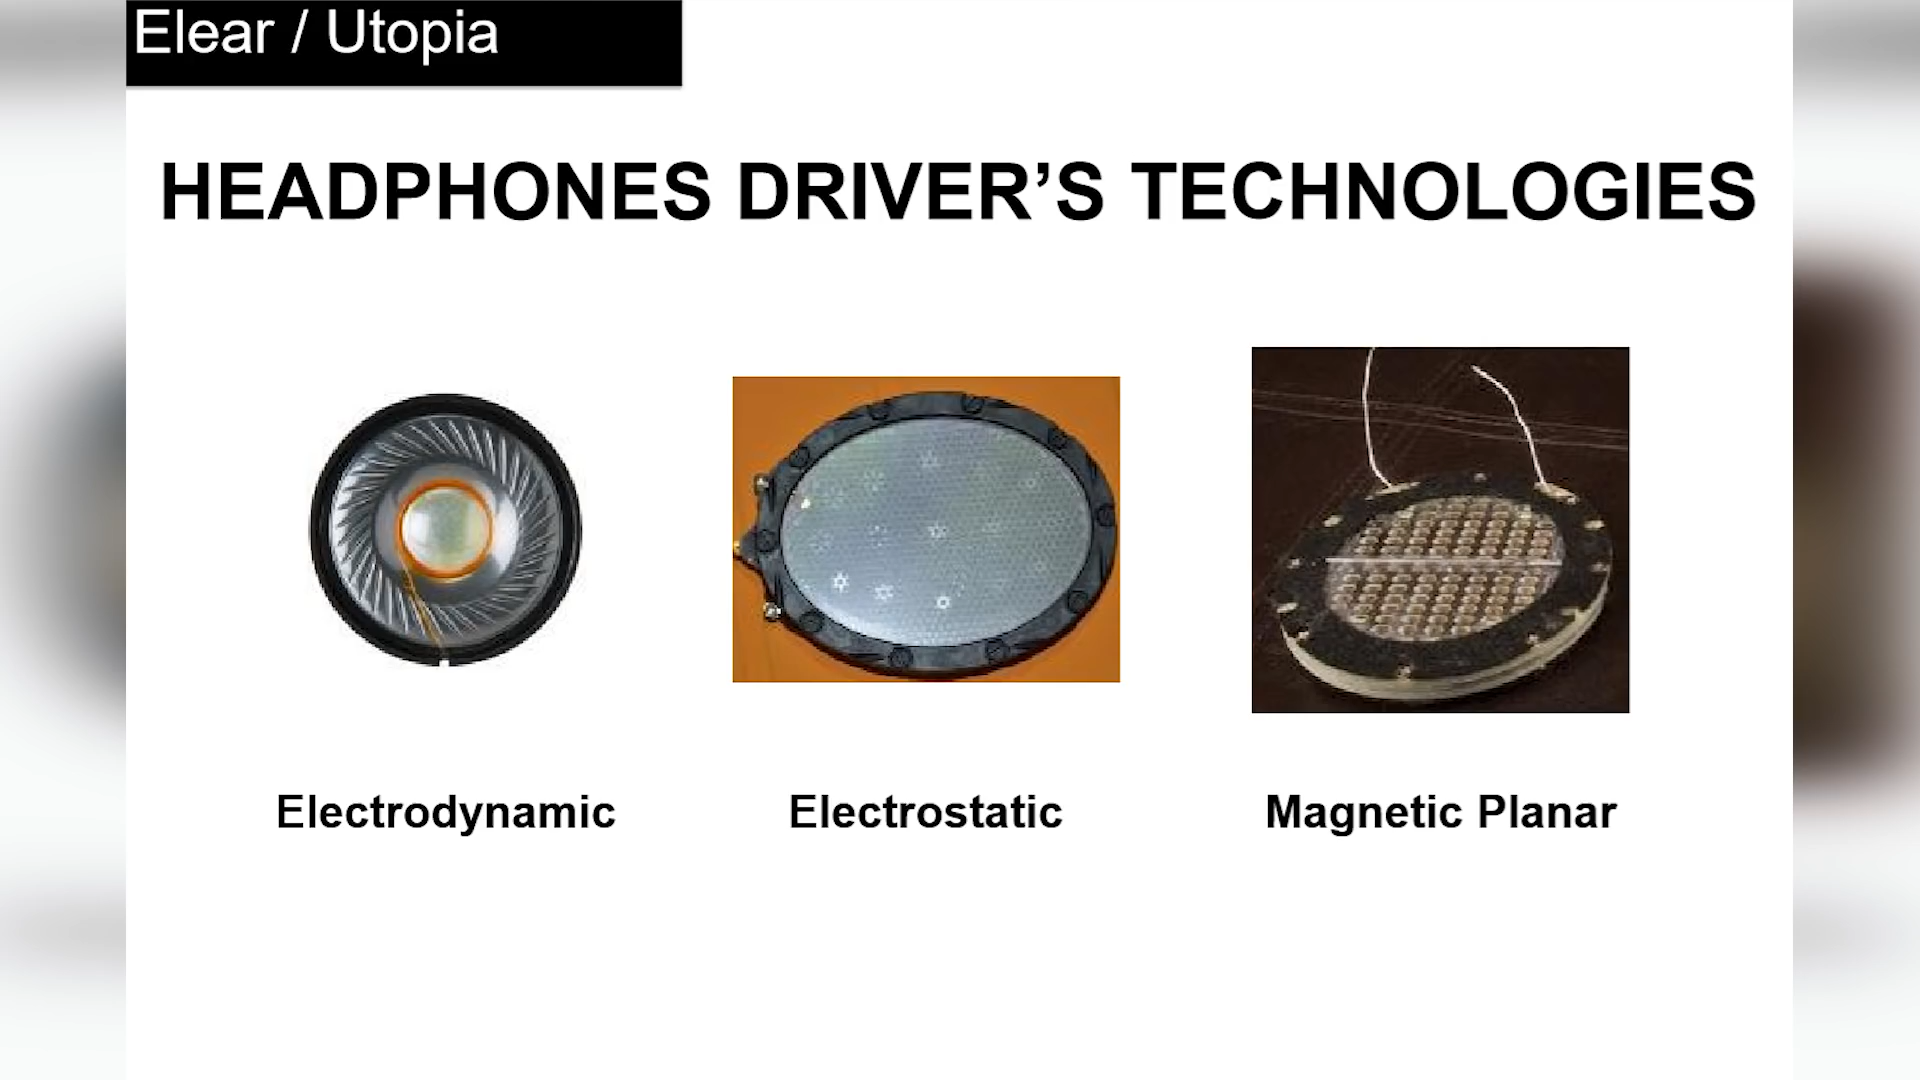 Elear / Utopia
HEADPHONES DRIVER’S TECHNOLOGIES
Electrodynamic
Electrostatic
Magnetic Planar